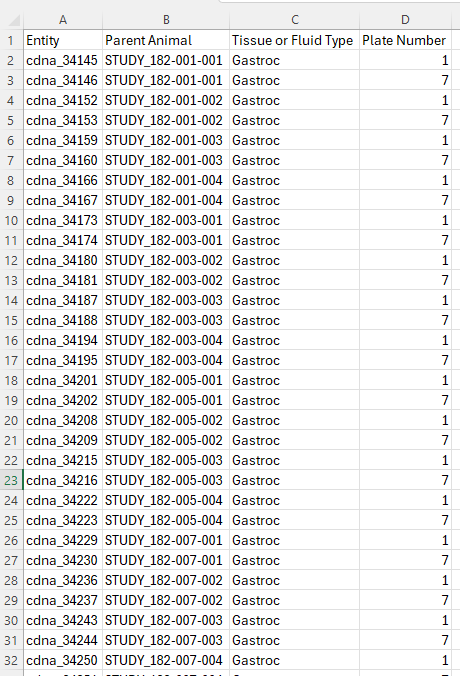 A B C D
1 Entity Parent Animal Tissue or Fluid Type Plate Number
2 cdna_34145 STUDY_182-001-001 Gastroc 1
3 cdna_34146 STUDY_182-001-001 Gastroc 7
4 cdna_34152 STUDY_182-001-002 Gastroc 1
5 cdna_34153 STUDY_182-001-002 Gastroc 7
6 cdna_34159 STUDY_182-001-003 Gastroc 1
7 cdna_34160 STUDY_182-001-003 Gastroc 7
8 cdna_34166 STUDY_182-001-004 Gastroc 1
9 cdna_34167 STUDY_182-001-004 Gastroc 7
10 cdna_34173 STUDY_182-003-001 Gastroc 1
11 cdna_34174 STUDY_182-003-001 Gastroc 7
12 cdna_34180 STUDY_182-003-002 Gastroc 1
13 cdna_34181 STUDY_182-003-002 Gastroc 7
14 cdna_34187 STUDY_182-003-003 Gastroc 1
15 cdna_34188 STUDY_182-003-003 Gastroc 7
16 cdna_34194 STUDY_182-003-004 Gastroc 1
17 cdna_34195 STUDY_182-003-004 Gastroc 7
18 cdna_34201 STUDY_182-005-001 Gastroc 1
19 cdna_34202 STUDY_182-005-001 Gastroc 7
20 cdna_34208 STUDY_182-005-002 Gastroc 1
21 cdna_34209 STUDY_182-005-002 Gastroc 7
22 cdna_34215 STUDY_182-005-003 Gastroc 1
23 cdna_34216 STUDY_182-005-003 Gastroc 7
24 cdna_34222 STUDY_182-005-004 Gastroc 1
25 cdna_34223 STUDY_182-005-004 Gastroc 7
26 cdna_34229 STUDY_182-007-001 Gastroc 1
27 cdna_34230 STUDY_182-007-001 Gastroc 7
28 cdna_34236 STUDY_182-007-002 Gastroc 1
29 cdna_34237 STUDY_182-007-002 Gastroc 7
30 cdna_34243 STUDY_182-007-003 Gastroc 1
31 cdna_34244 STUDY_182-007-003 Gastroc 7
32 cdna_34250 STUDY_182-007-004 Gastroc 1